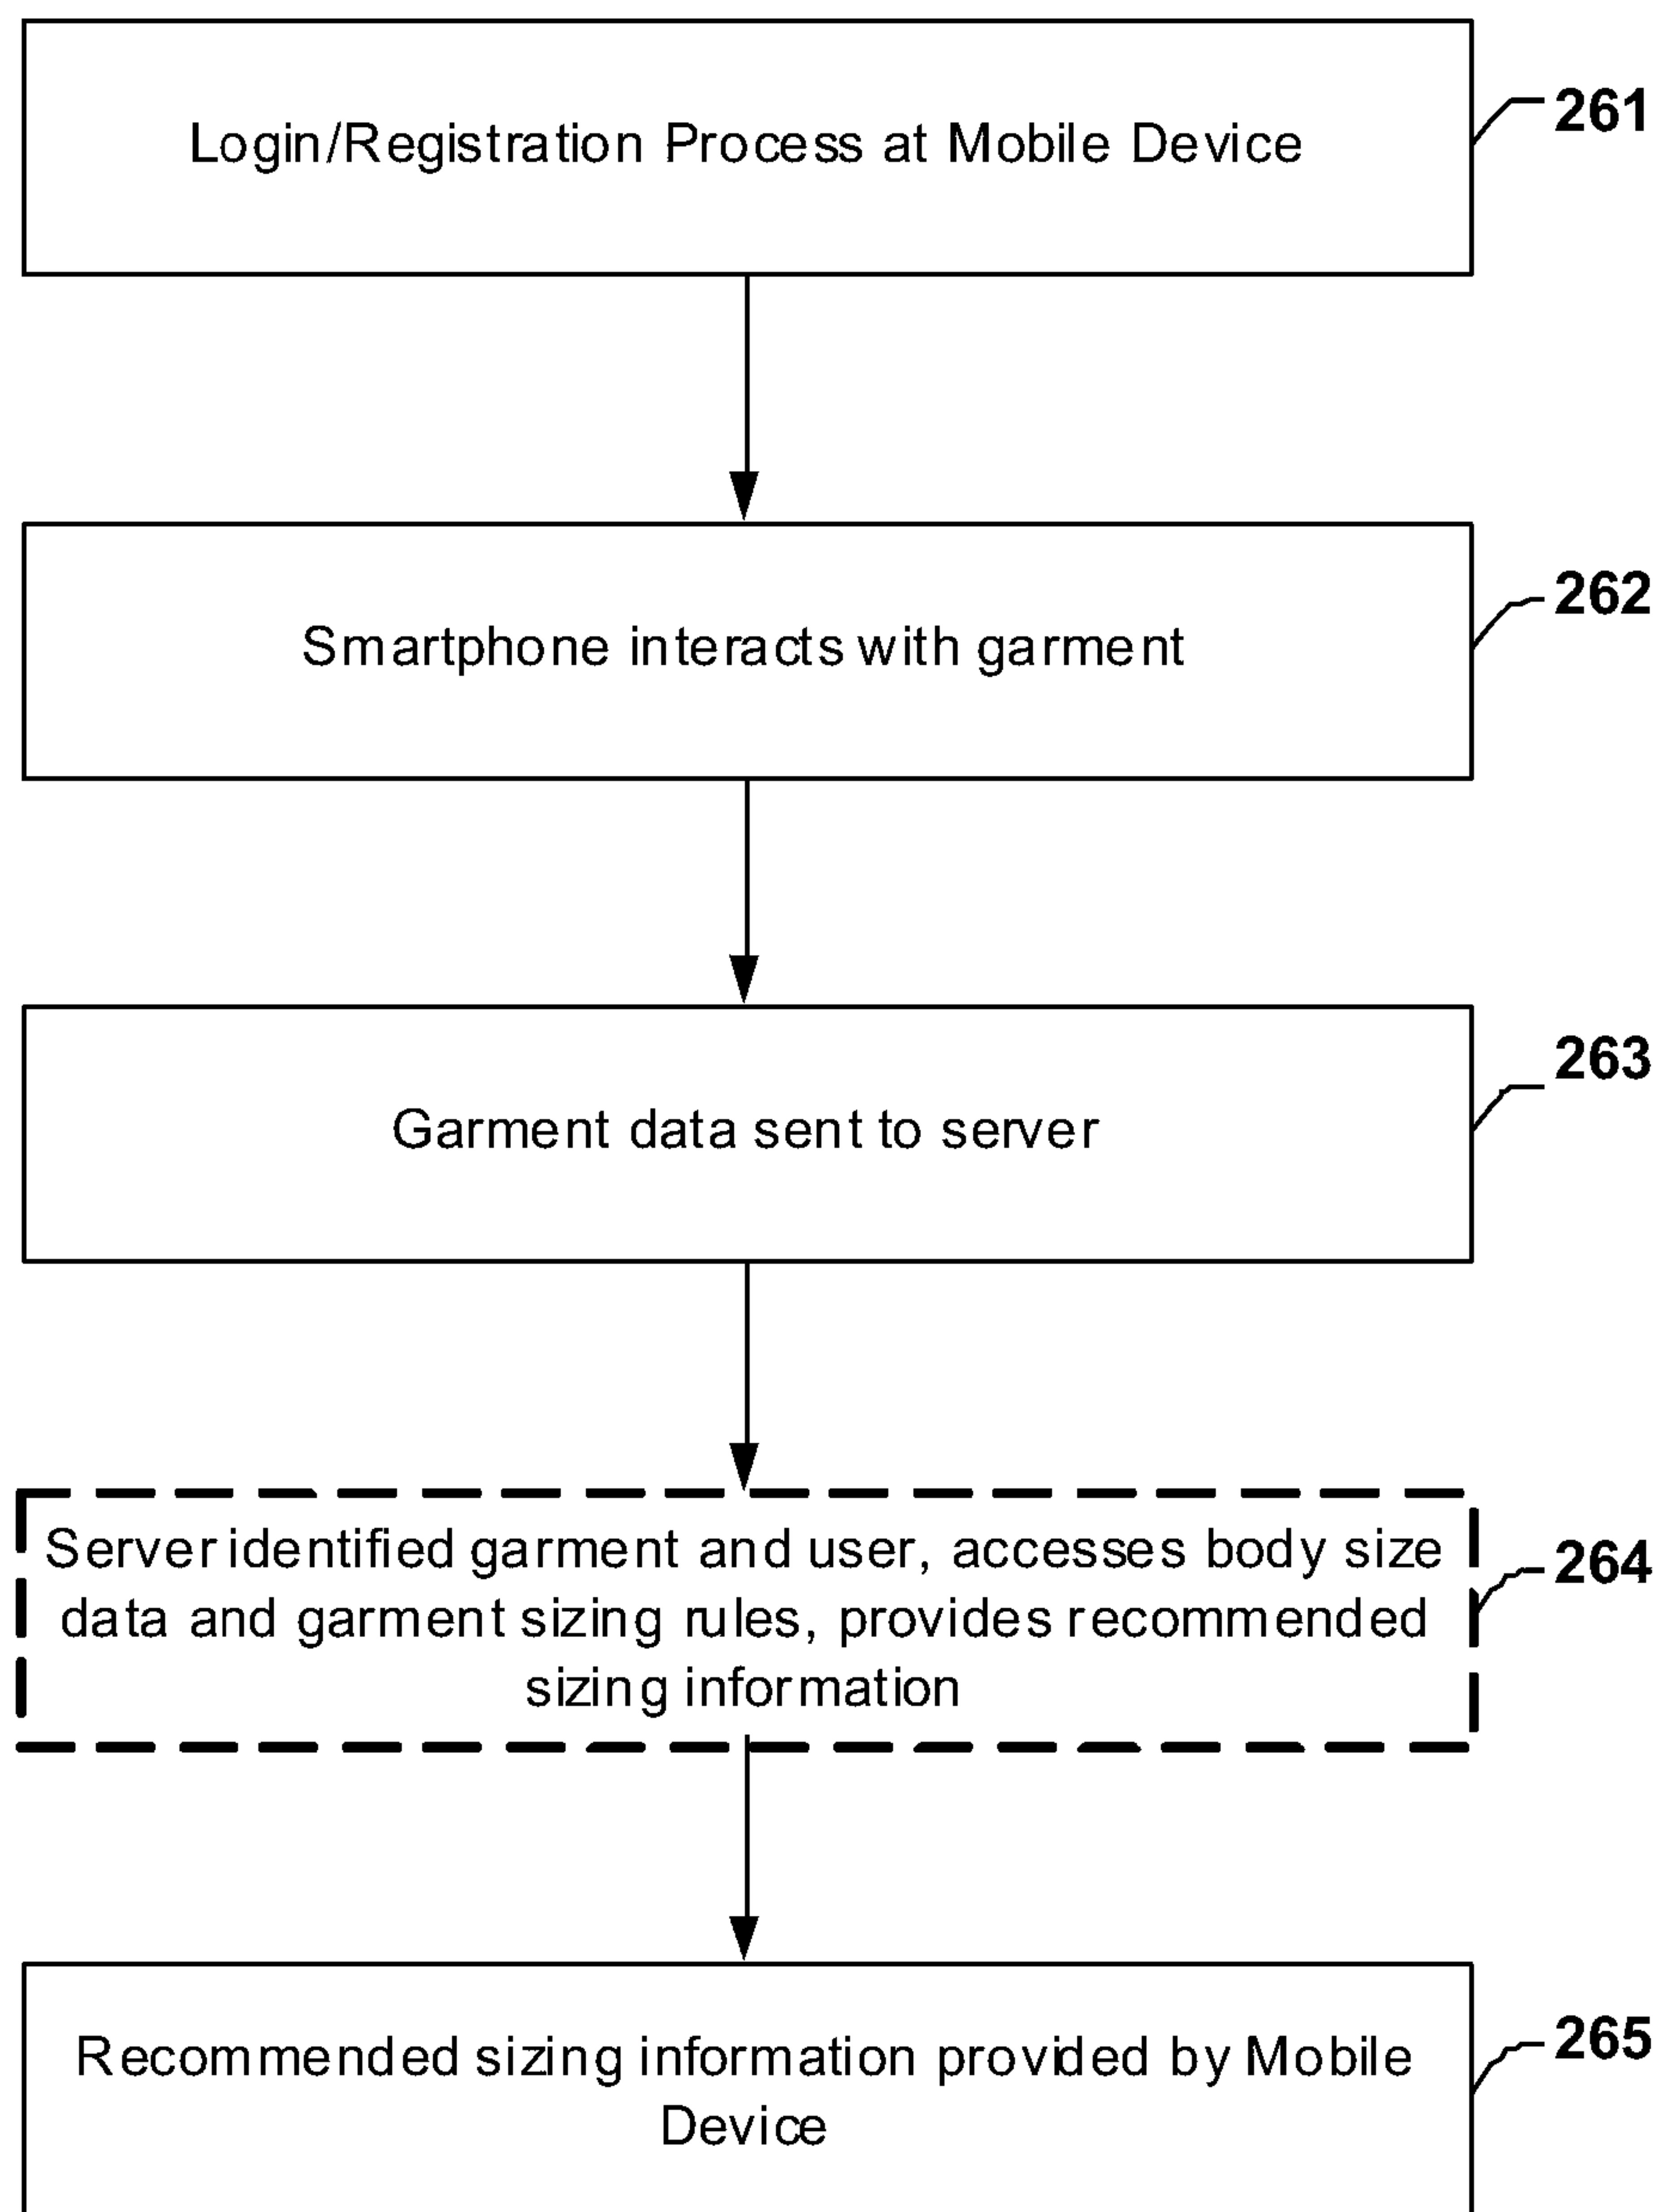 Login/Registration Process at Mobile Device
261
Smartphone interacts with garment
262
Garment data sent to server
263
Server identified garment and user, accesses body size
data and garment sizing rules, provides recommended
sizing information
264
Recommended sizing information provided by Mobile
Device
265